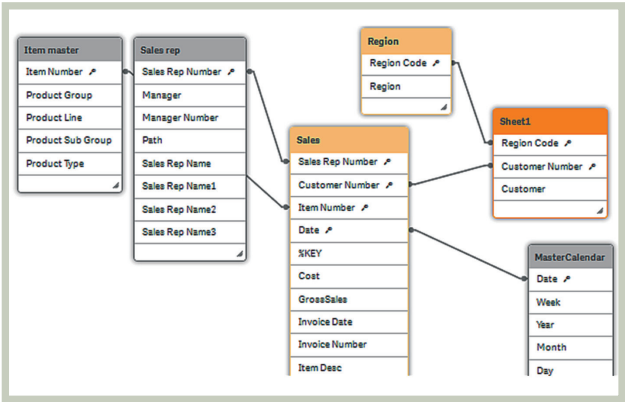 Item master
Item Number
Product Group
Product Line
Product Sub Group
Product Type
Sales rep
Sales Rep Number
Manager
Manager Number
Path
Sales Rep Name
Sales Rep Name1
Sales Rep Name2
Sales Rep Name3
Region
Region Code
Region
Sales
Sales Rep Number
Customer Number
Item Number
Date
%KEY
Cost
GrossSales
Invoice Date
Invoice Number
Item Desc
Sheet1
Region Code
Customer Number
Customer
MasterCalendar
Date
Week
Year
Month
Day